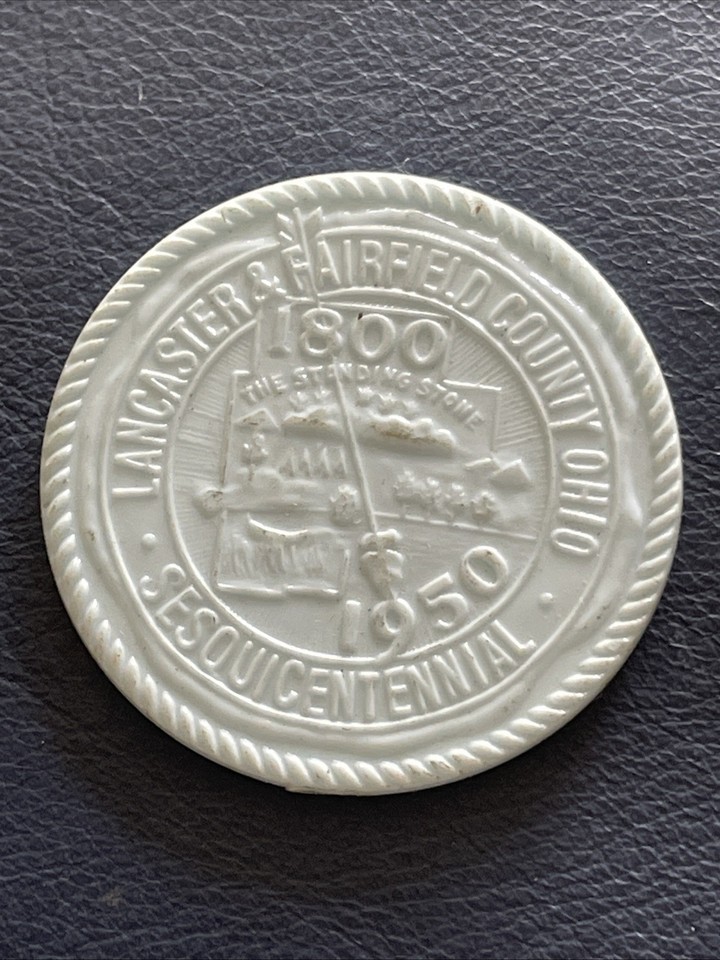 LANCASTER & FAIRFIELD COUNTY OHIO
1800
THE STANDING STONE
1950
· SESQUICENTENNIAL ·